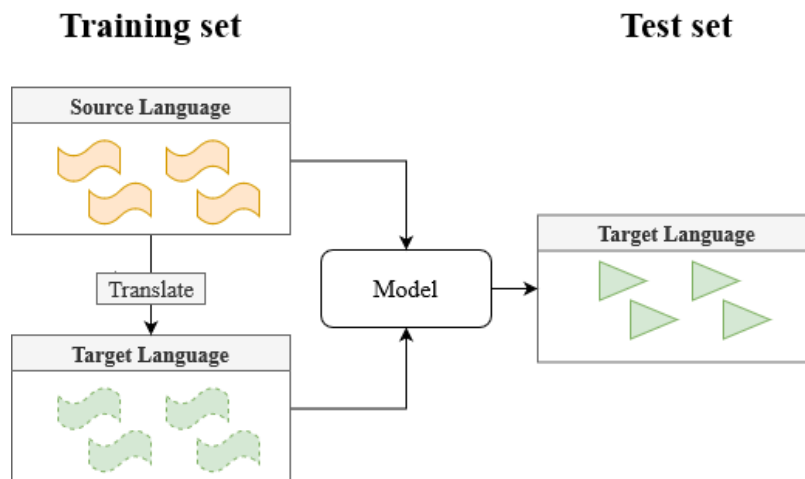 Training set
Test set
Source Language
Translate
Target Language
Model
Target Language